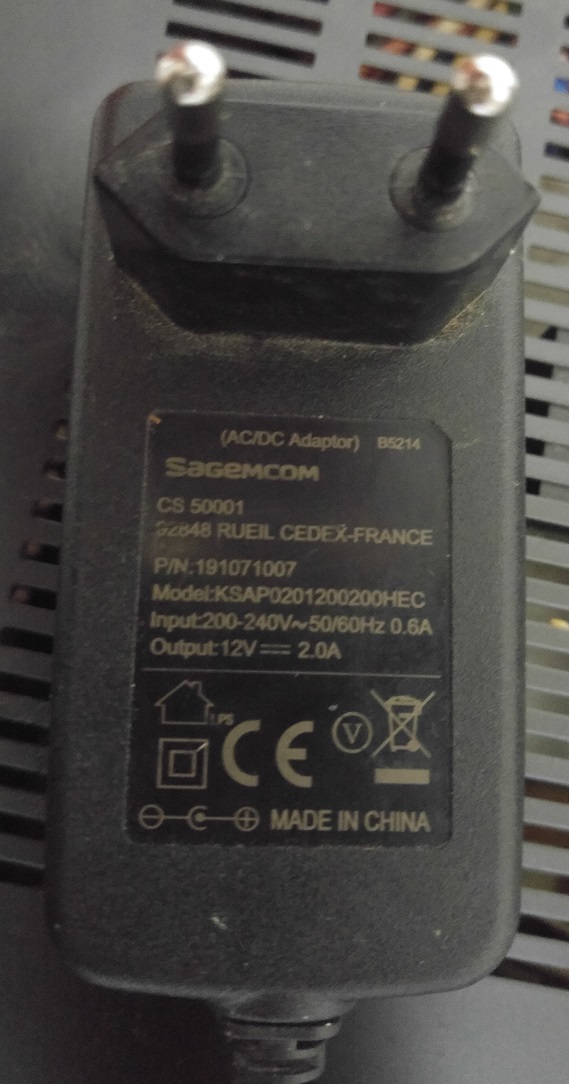 (AC/DC Adaptor) B5214
SAGEMCOM
CS 50001
92848 RUEIL CEDEX-FRANCE
P/N.191071007
Model:KSAP0201200200HEC
Input:200-240V~50/60Hz 0.6A
Output:12V⎓ 2.0A
LPS
CE V
MADE IN CHINA